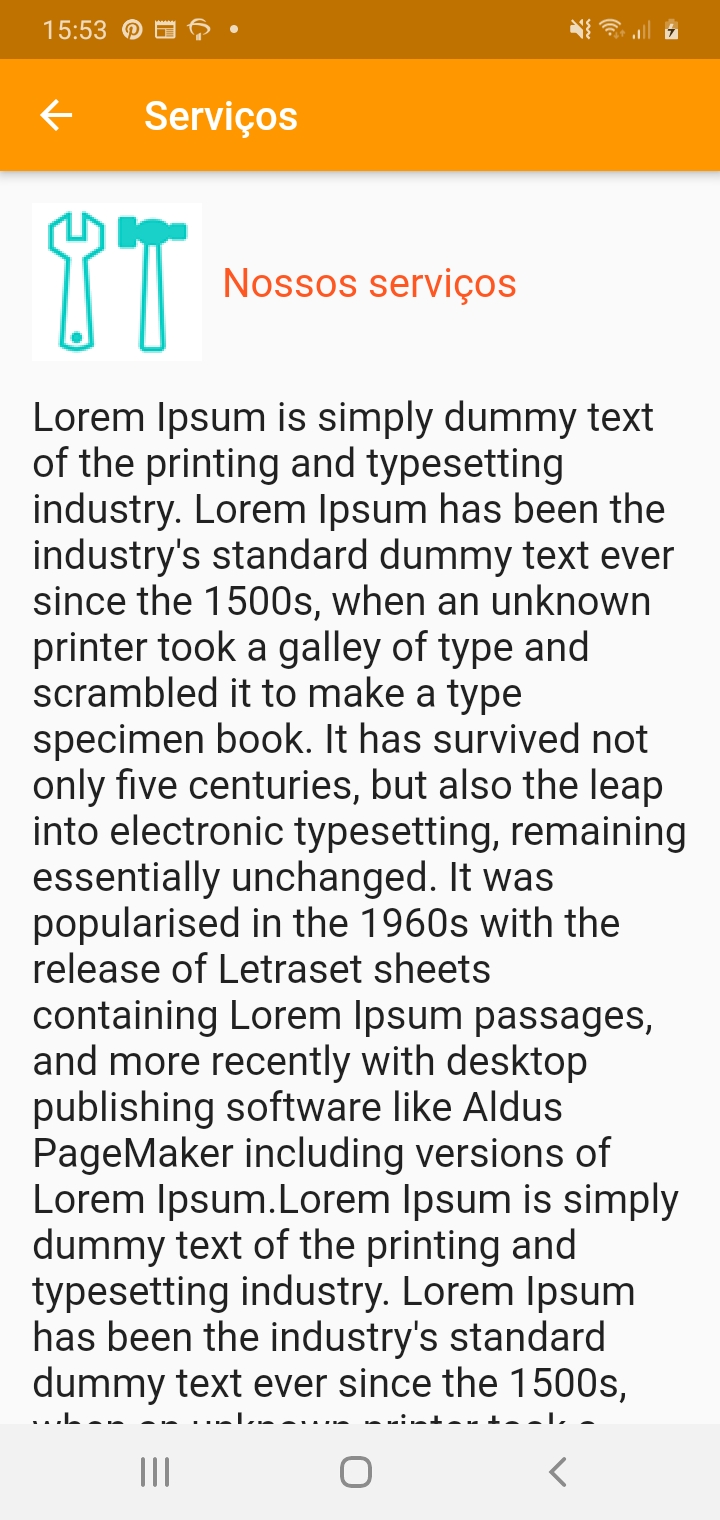 15:53
Serviços
Nossos serviços
Lorem Ipsum is simply dummy text
of the printing and typesetting
industry. Lorem Ipsum has been the
industry's standard dummy text ever
since the 1500s, when an unknown
printer took a galley of type and
scrambled it to make a type
specimen book. It has survived not
only five centuries, but also the leap
into electronic typesetting, remaining
essentially unchanged. It was
popularised in the 1960s with the
release of Letraset sheets
containing Lorem Ipsum passages,
and more recently with desktop
publishing software like Aldus
PageMaker including versions of
Lorem Ipsum.Lorem Ipsum is simply
dummy text of the printing and
typesetting industry. Lorem Ipsum
has been the industry's standard
dummy text ever since the 1500s,
when an unknown printer took a